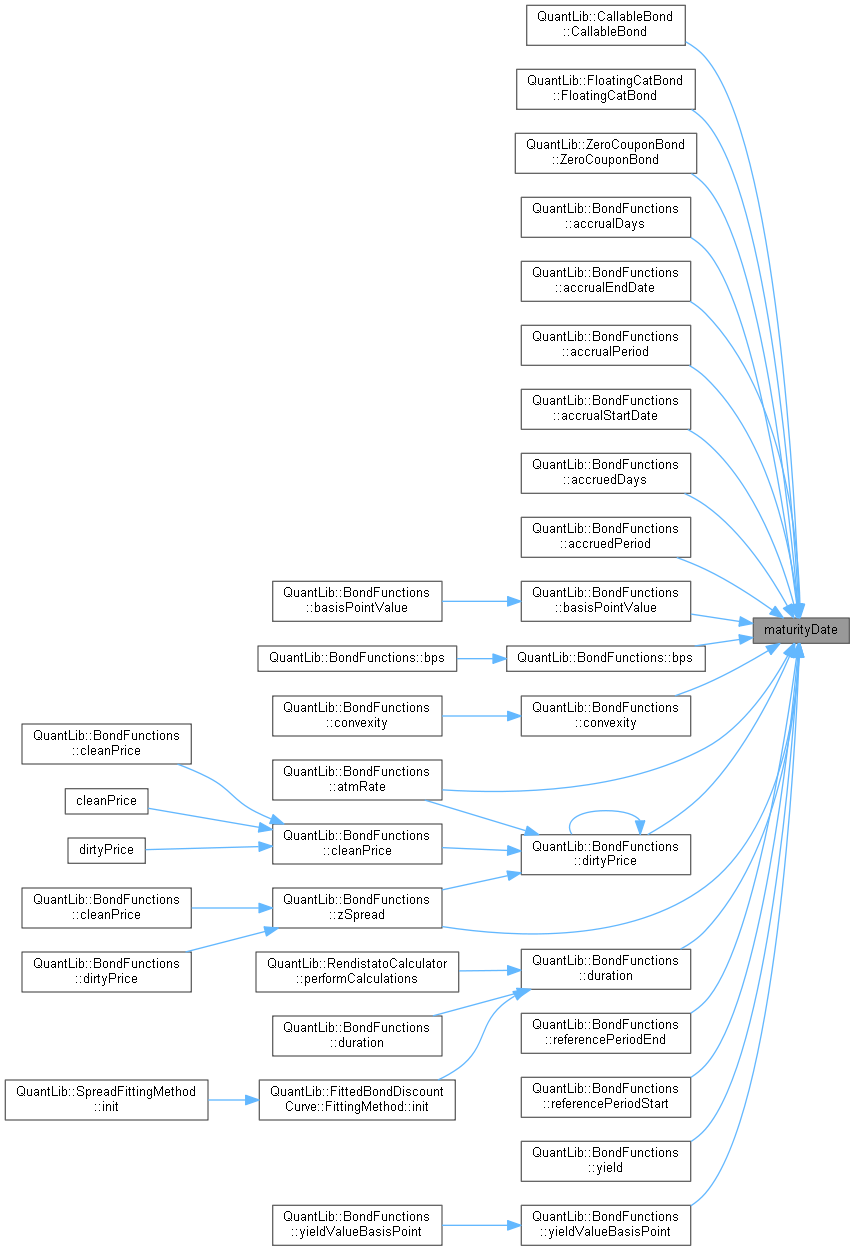 QuantLib::CallableBond
::CallableBond
QuantLib::FloatingCatBond
::FloatingCatBond
QuantLib::ZeroCouponBond
::ZeroCouponBond
QuantLib::BondFunctions
::accrualDays
QuantLib::BondFunctions
::accrualEndDate
QuantLib::BondFunctions
::accrualPeriod
QuantLib::BondFunctions
::accrualStartDate
QuantLib::BondFunctions
::accruedDays
QuantLib::BondFunctions
::accruedPeriod
QuantLib::BondFunctions
::basisPointValue
QuantLib::BondFunctions
::basisPointValue
maturityDate
QuantLib::BondFunctions::bps
QuantLib::BondFunctions::bps
QuantLib::BondFunctions
::convexity
QuantLib::BondFunctions
::convexity
QuantLib::BondFunctions
::cleanPrice
QuantLib::BondFunctions
::atmRate
cleanPrice
QuantLib::BondFunctions
::cleanPrice
dirtyPrice
QuantLib::BondFunctions
::dirtyPrice
QuantLib::BondFunctions
::cleanPrice
QuantLib::BondFunctions
::zSpread
QuantLib::BondFunctions
::dirtyPrice
QuantLib::RendistatoCalculator
::performCalculations
QuantLib::BondFunctions
::duration
QuantLib::BondFunctions
::duration
QuantLib::BondFunctions
::referencePeriodEnd
QuantLib::SpreadFittingMethod
::init
QuantLib::FittedBondDiscount
Curve::FittingMethod::init
QuantLib::BondFunctions
::referencePeriodStart
QuantLib::BondFunctions
::yield
QuantLib::BondFunctions
::yieldValueBasisPoint
QuantLib::BondFunctions
::yieldValueBasisPoint